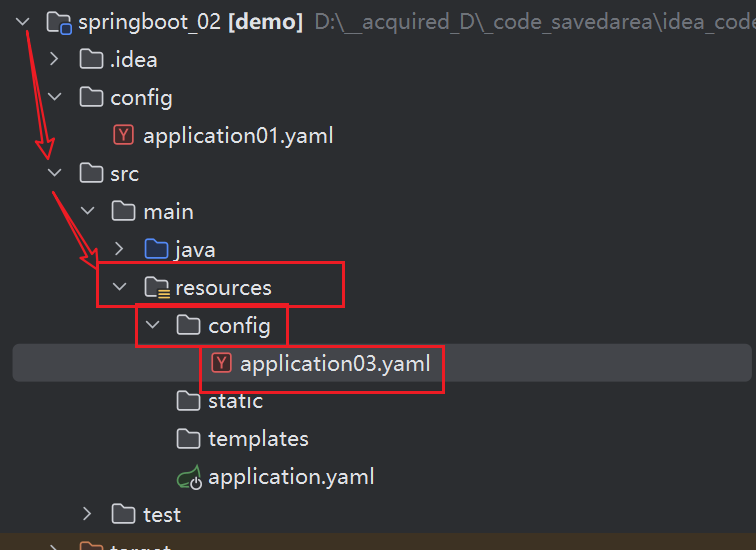 springboot_02 [demo] D:\__acquired_D\_code_savedarea\idea_code
.idea
config
application01.yaml
src
main
java
resources
config
application03.yaml
static
templates
application.yaml
test
target